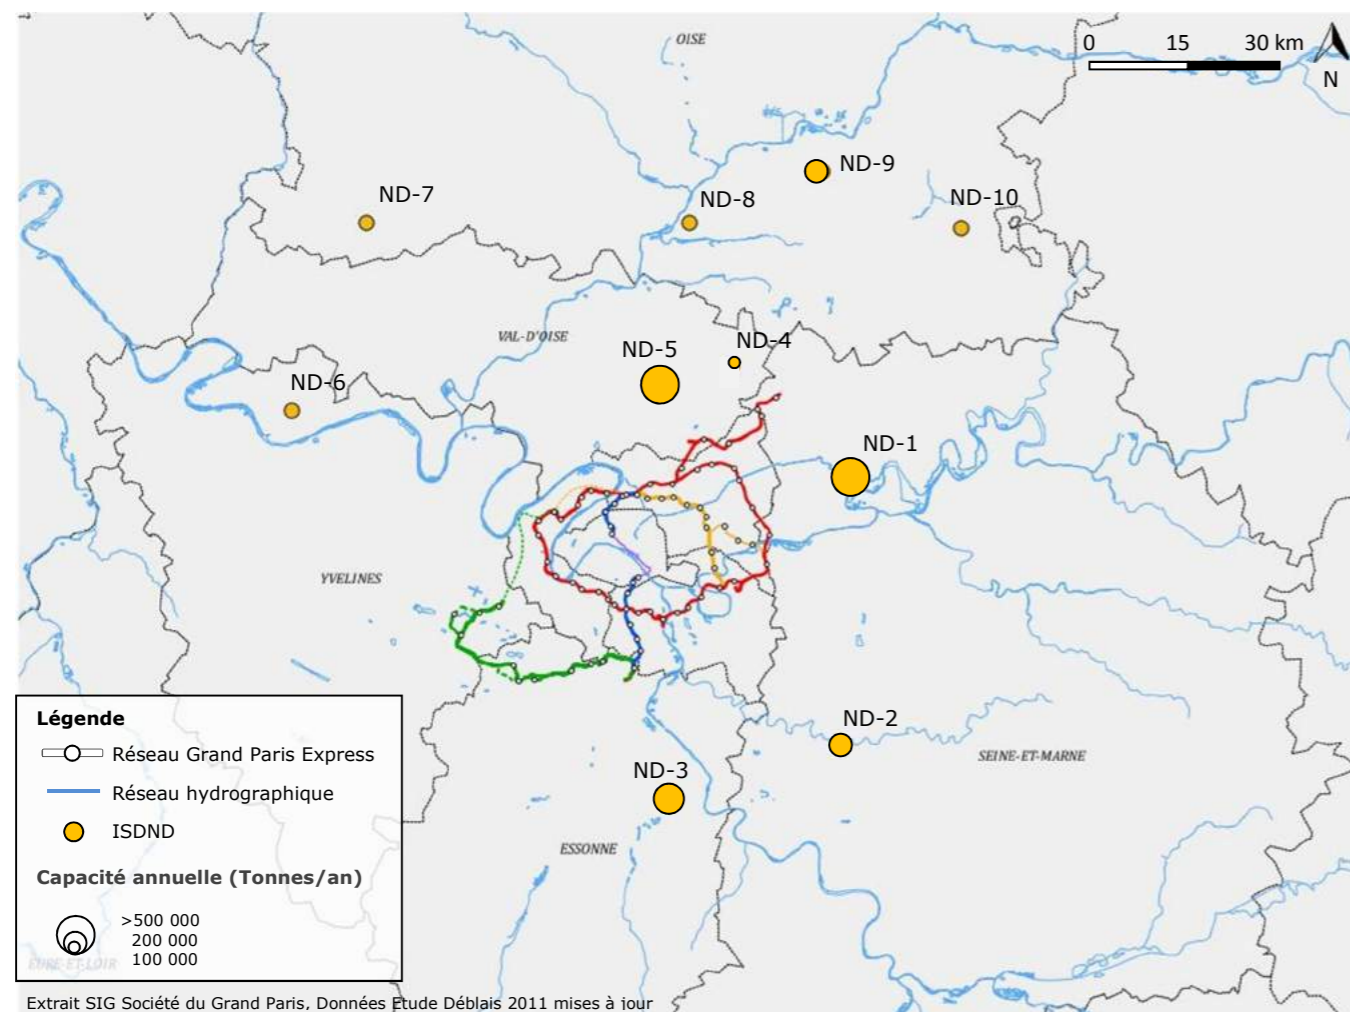 OISE
0 15 30 km
N
ND-9
ND-7
ND-8
ND-10
VAL-D'OISE
ND-4
ND-5
ND-6
ND-1
YVELINES
ND-2
SEINE-ET-MARNE
ND-3
ESSONNE
Légende
Réseau Grand Paris Express
Réseau hydrographique
ISDND
Capacité annuelle (Tonnes/an)
>500 000
200 000
100 000
EURE-ET-LOIR
Extrait SIG Société du Grand Paris, Données Etude Déblais 2011 mises à jour